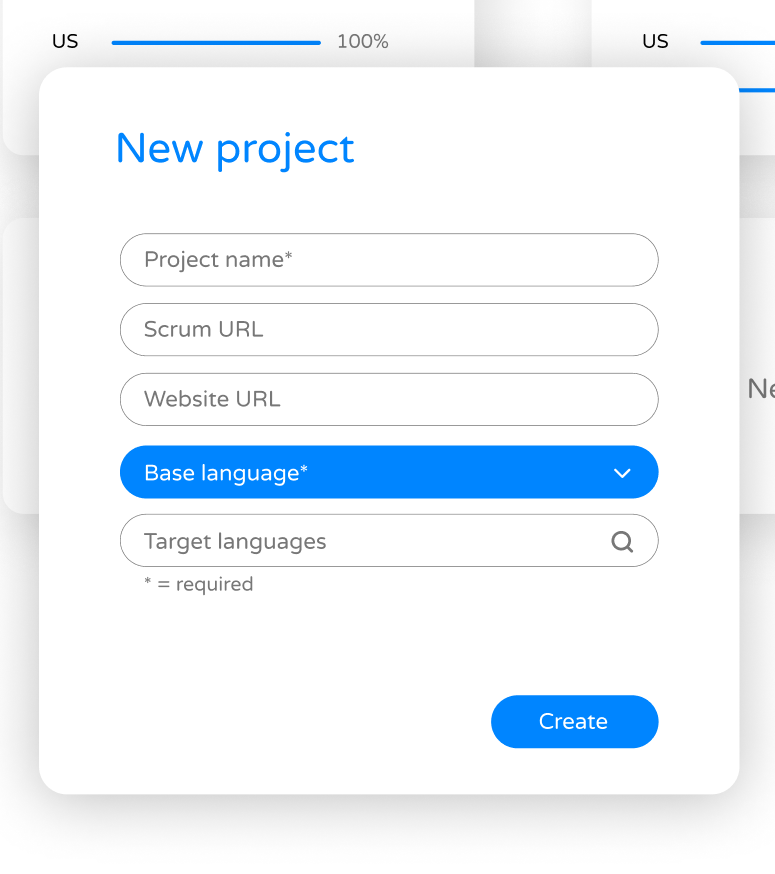 US 100% US
New project
Project name*
Scrum URL
Website URL
Ne
Base language*
Target languages
* = required
Create